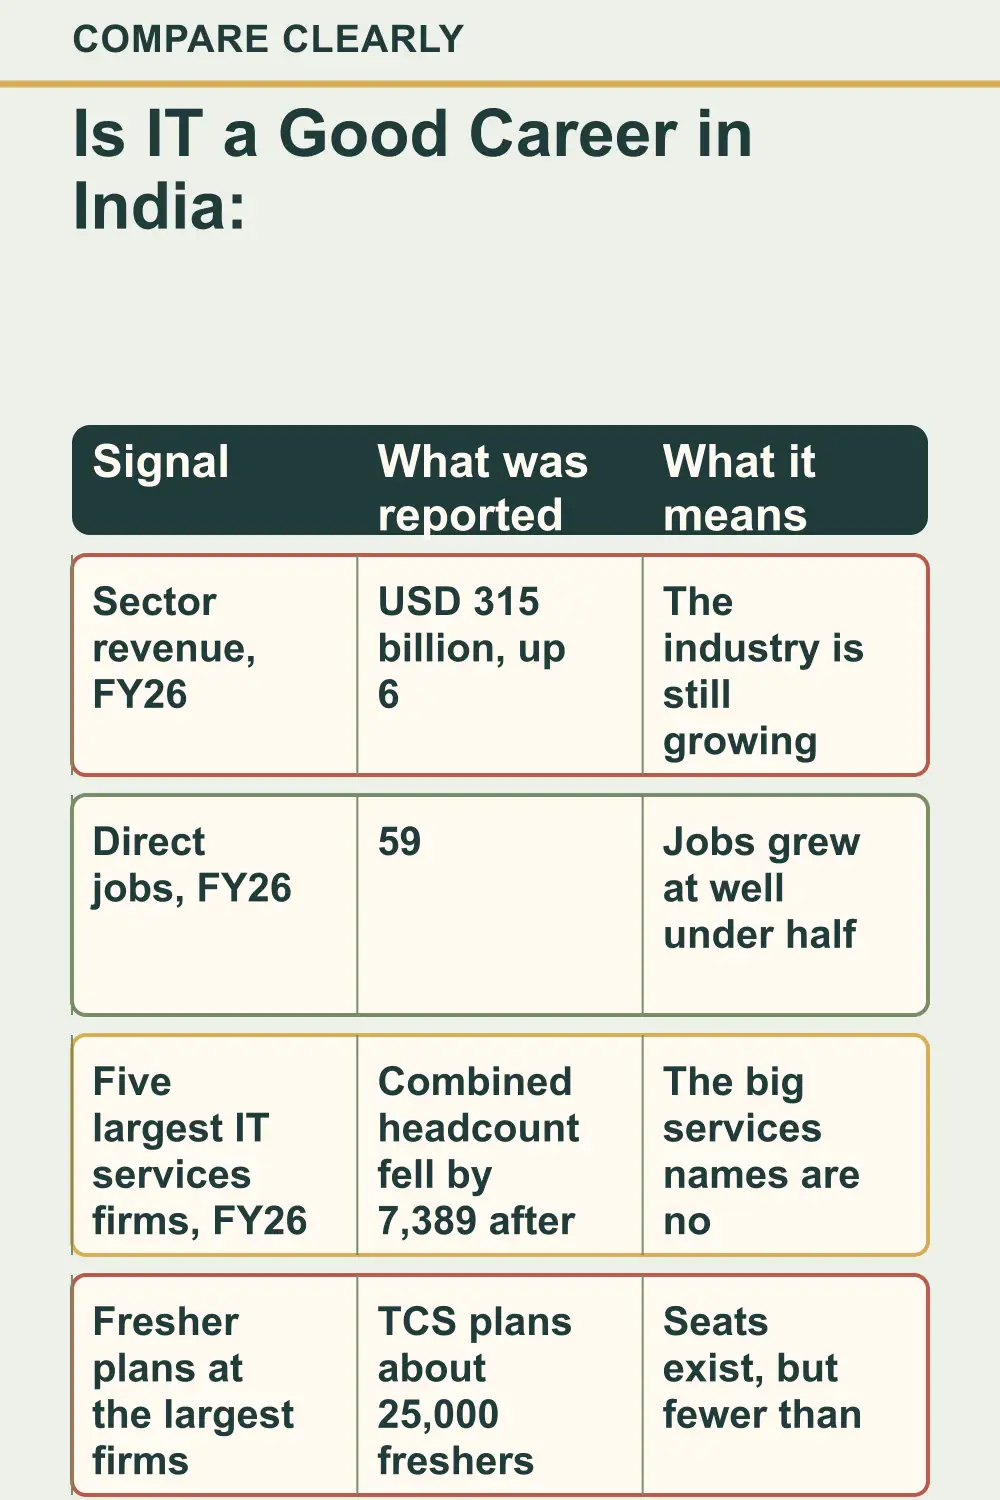 COMPARE CLEARLY
Is IT a Good Career in
India:
Signal
What was
reported
What it
means
Sector
revenue,
FY26
USD 315
billion, up
6
The
industry is
still
growing
Direct
jobs, FY26
59
Jobs grew
at well
under half
Five
largest IT
services
firms, FY26
Combined
headcount
fell by
7,389 after
The big
services
names are
no
Fresher
plans at
the largest
firms
TCS plans
about
25,000
freshers
Seats
exist, but
fewer than